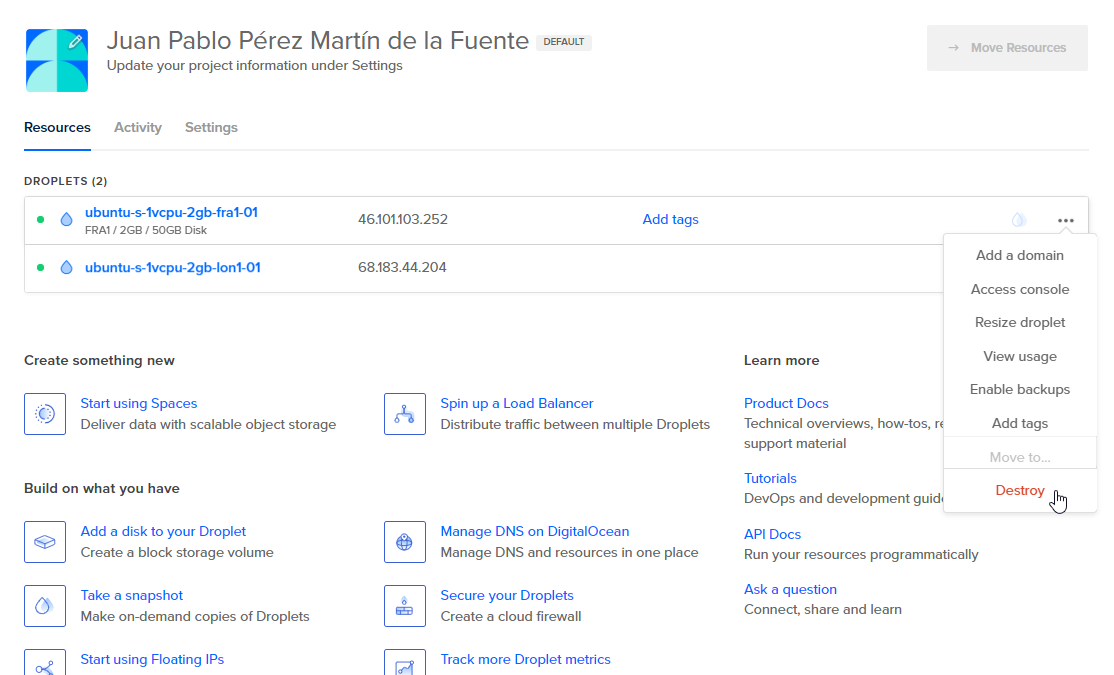 Juan Pablo Pérez Martín de la Fuente DEFAULT
Update your project information under Settings
→ Move Resources
Resources Activity Settings
DROPLETS (2)
ubuntu-s-1vcpu-2gb-fra1-01 46.101.103.252 Add tags
FRA1 / 2GB / 50GB Disk
ubuntu-s-1vcpu-2gb-lon1-01 68.183.44.204
Add a domain
Access console
Resize droplet
View usage
Enable backups
Add tags
Move to...
Destroy
Create something new
Start using Spaces
Deliver data with scalable object storage
Spin up a Load Balancer
Distribute traffic between multiple Droplets
Build on what you have
Add a disk to your Droplet
Create a block storage volume
Manage DNS on DigitalOcean
Manage DNS and resources in one place
Take a snapshot
Make on-demand copies of Droplets
Secure your Droplets
Create a cloud firewall
Start using Floating IPs
Track more Droplet metrics
Learn more
Product Docs
Technical overviews, how-tos,
support material
Tutorials
DevOps and development
API Docs
Run your resources programmatically
Ask a question
Connect, share and learn